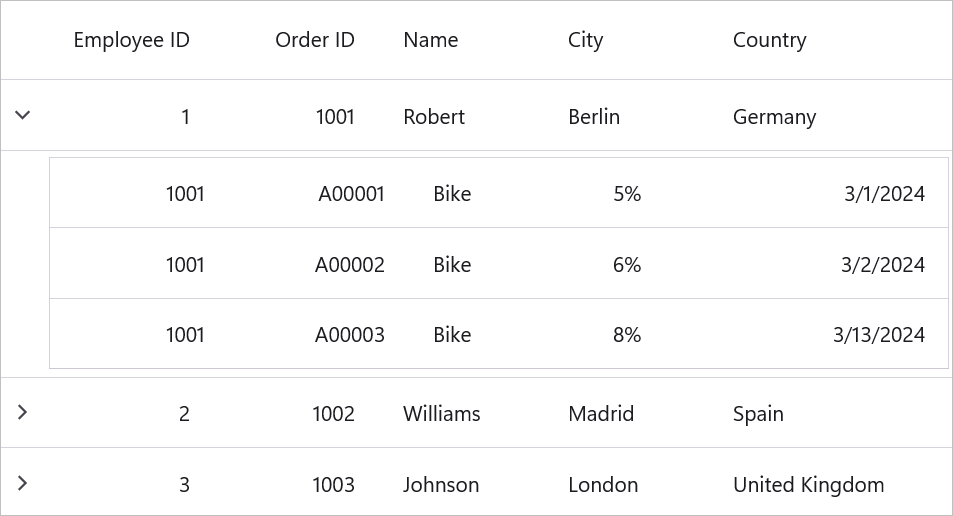 Employee ID Order ID Name City Country
1 1001 Robert Berlin Germany
1001 A00001 Bike 5% 3/1/2024
1001 A00002 Bike 6% 3/2/2024
1001 A00003 Bike 8% 3/13/2024
2 1002 Williams Madrid Spain
3 1003 Johnson London United Kingdom